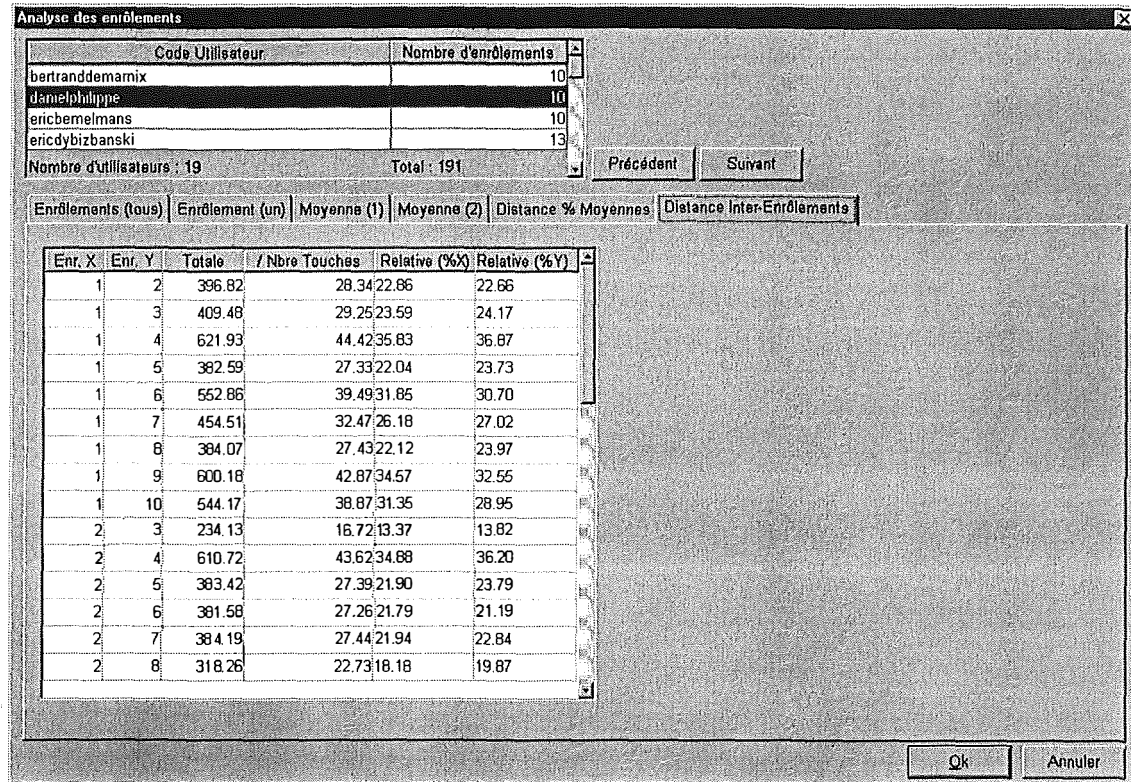 Analyse des enrôlements
Code Utilisateur Nombre d'enrôlements
bertranddemarnix 10
danielphilippe 10
ericbemelmans 10
ericdybizbanski 13
Nombre d'utilisateurs : 19 Total : 191
Précédent Suivant
Enrôlements (tous) Enrôlement (un) Moyenne (1) Moyenne (2) Distance % Moyennes Distance Inter-Enrôlements
Enr. X Enr. Y Totale / Nbre Touches Relative (%X) Relative (%Y)
1 2 396.82 28.34 22.86 22.66
1 3 409.48 29.25 23.59 24.17
1 4 621.93 44.42 35.83 36.87
1 5 382.59 27.33 22.04 23.73
1 6 552.86 39.49 31.85 30.70
1 7 454.51 32.47 26.18 27.02
1 8 384.07 27.43 22.12 23.97
1 9 600.18 42.87 34.57 32.55
1 10 544.17 38.87 31.35 28.95
2 3 234.13 16.72 13.37 13.82
2 4 610.72 43.62 34.88 36.20
2 5 383.42 27.39 21.90 23.79
2 6 381.58 27.26 21.79 21.19
2 7 384.19 27.44 21.94 22.84
2 8 318.26 22.73 18.18 19.87
Ok Annuler